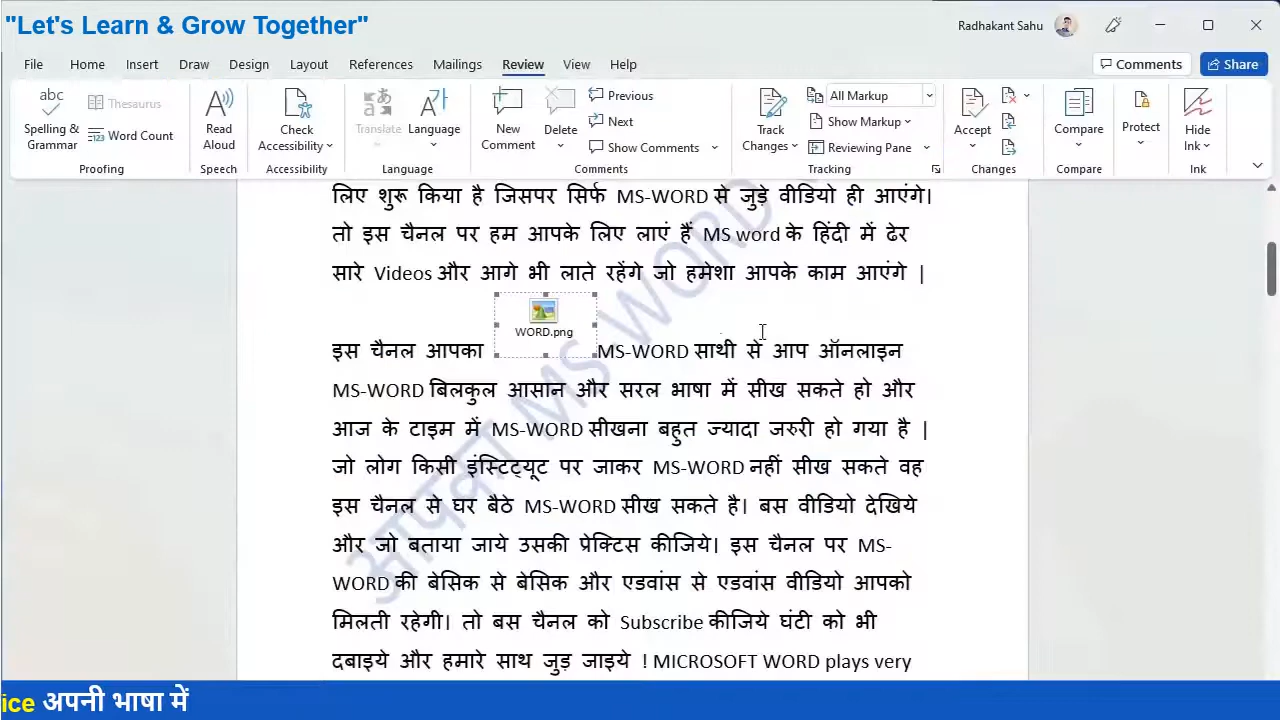 "Let's Learn & Grow Together"
Radhakant Sahu
File Home Insert Draw Design Layout References Mailings Review View Help
Comments Share
Spelling & Grammar
Thesaurus
Word Count
Proofing
Read Aloud
Speech
Check Accessibility
Accessibility
Translate
Language
Language
New Comment
Delete
Previous
Next
Show Comments
Comments
Track Changes
All Markup
Show Markup
Reviewing Pane
Tracking
Accept
Changes
Compare
Compare
Protect
Hide Ink
Ink
लिए शुरू किया है जिसपर सिर्फ MS-WORD से जुड़े वीडियो ही आएंगे।
तो इस चैनल पर हम आपके लिए लाएं हैं MS word के हिंदी में ढेर
सारे Videos और आगे भी लाते रहेंगे जो हमेशा आपके काम आएंगे |
WORD.png
इस चैनल आपका MS-WORD साथी से आप ऑनलाइन
MS-WORD बिलकुल आसान और सरल भाषा में सीख सकते हो और
आज के टाइम में MS-WORD सीखना बहुत ज्यादा जरुरी हो गया है |
जो लोग किसी इंस्टिट्यूट पर जाकर MS-WORD नहीं सीख सकते वह
इस चैनल से घर बैठे MS-WORD सीख सकते है। बस वीडियो देखिये
और जो बताया जाये उसकी प्रेक्टिस कीजिये। इस चैनल पर MS-
WORD की बेसिक से बेसिक और एडवांस से एडवांस वीडियो आपको
मिलती रहेगी। तो बस चैनल को Subscribe कीजिये घंटी को भी
दबाइये और हमारे साथ जुड़ जाइये ! MICROSOFT WORD plays very
आपका MS-WORD
ice अपनी भाषा में